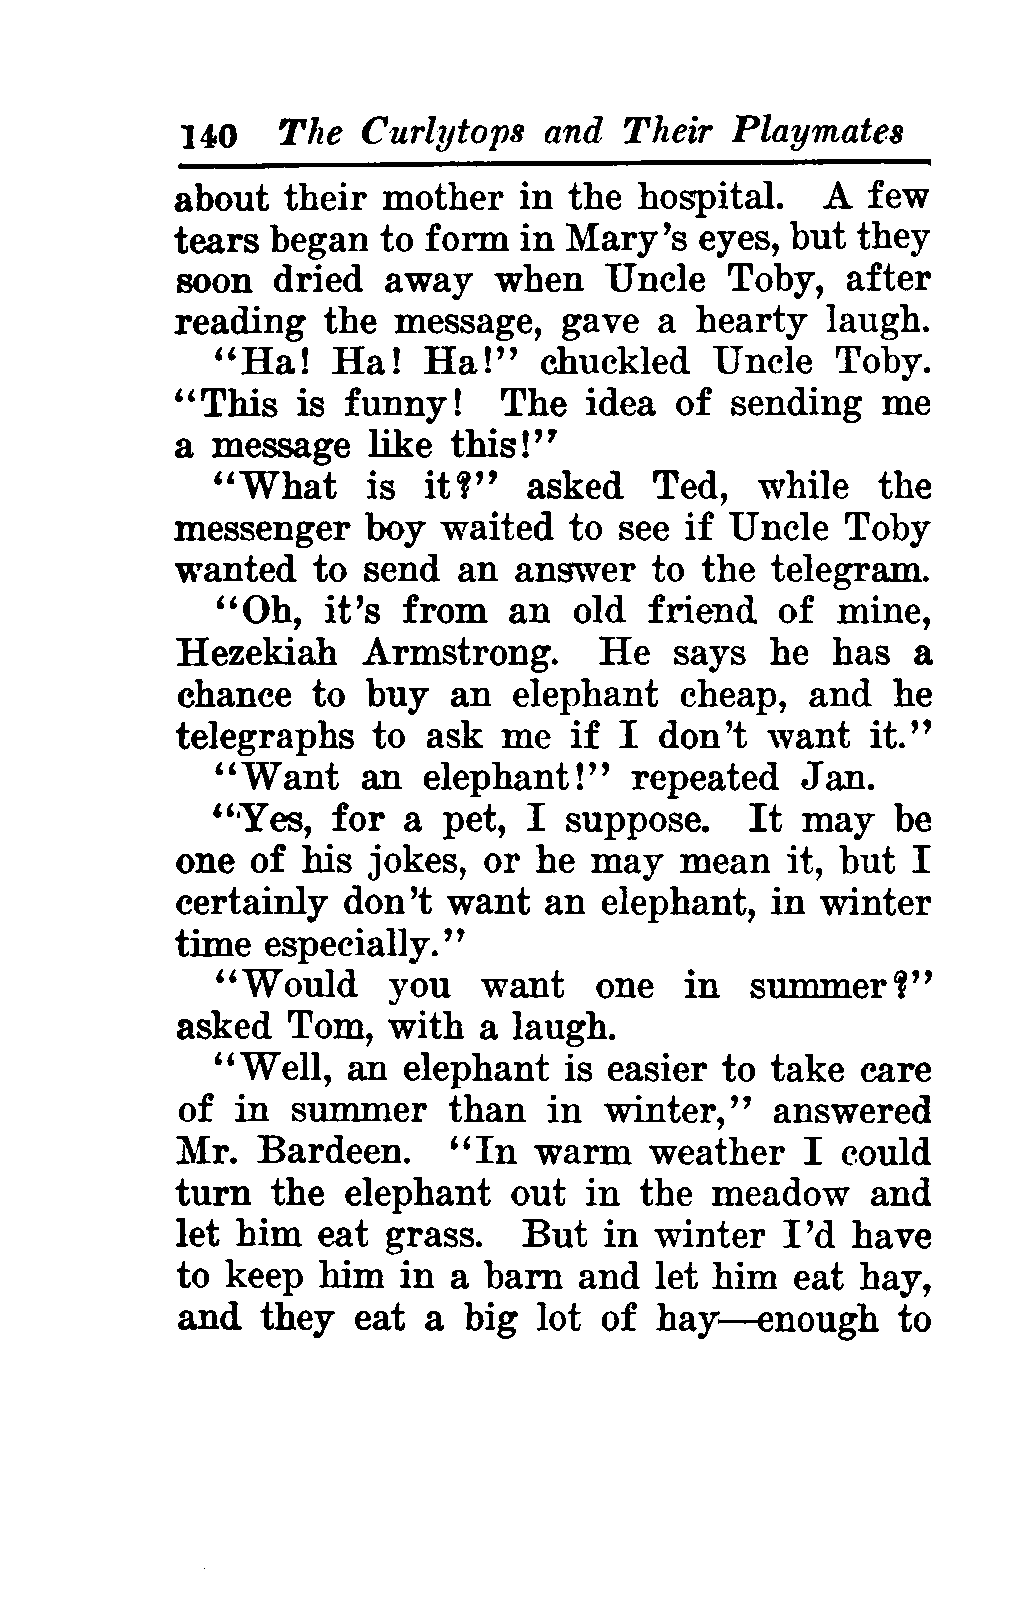 140 The Curlytops and Their Playmates
about their mother in the hospital. A few
tears began to form in Mary's eyes, but they
soon dried away when Uncle Toby, after
reading the message, gave a hearty laugh.
"Ha! Ha! Ha!" chuckled Uncle Toby.
"This is funny! The idea of sending me
a message like this!"
"What is it?" asked Ted, while the
messenger boy waited to see if Uncle Toby
wanted to send an answer to the telegram.
"Oh, it's from an old friend of mine,
Hezekiah Armstrong. He says he has a
chance to buy an elephant cheap, and he
telegraphs to ask me if I don't want it."
"Want an elephant!" repeated Jan.
"Yes, for a pet, I suppose. It may be
one of his jokes, or he may mean it, but I
certainly don't want an elephant, in winter
time especially."
"Would you want one in summer?"
asked Tom, with a laugh.
"Well, an elephant is easier to take care
of in summer than in winter," answered
Mr. Bardeen. "In warm weather I could
turn the elephant out in the meadow and
let him eat grass. But in winter I'd have
to keep him in a barn and let him eat hay,
and they eat a big lot of hay—enough to